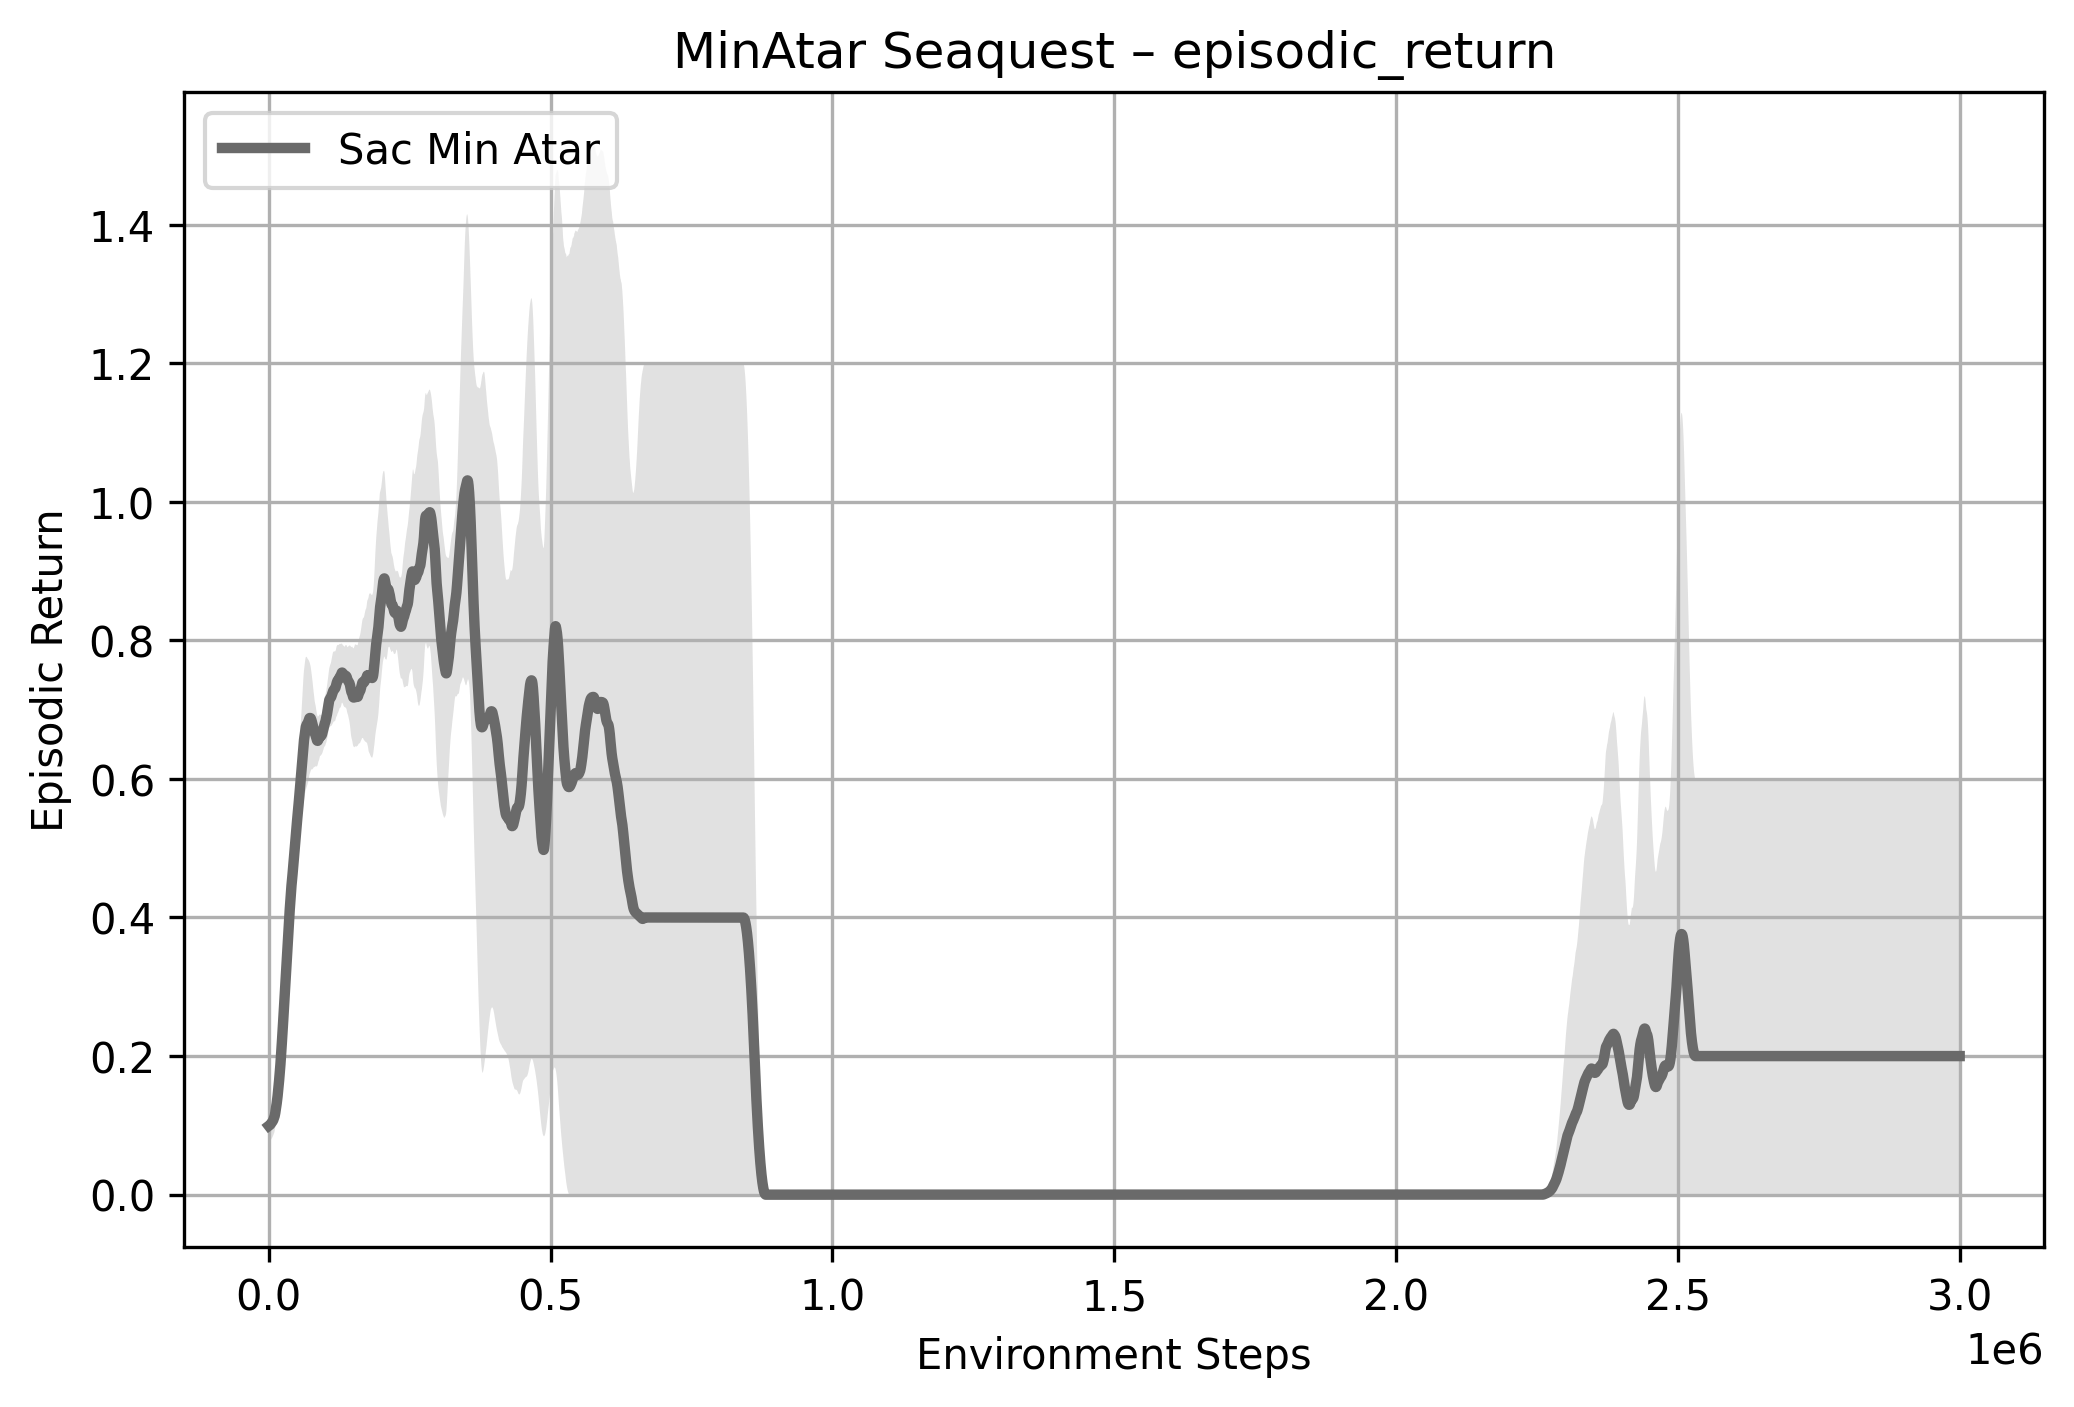 MinAtar Seaquest – episodic_return
Sac Min Atar
Episodic Return
1.4
1.2
1.0
0.8
0.6
0.4
0.2
0.0
0.0 0.5 1.0 1.5 2.0 2.5 3.0
1e6
Environment Steps